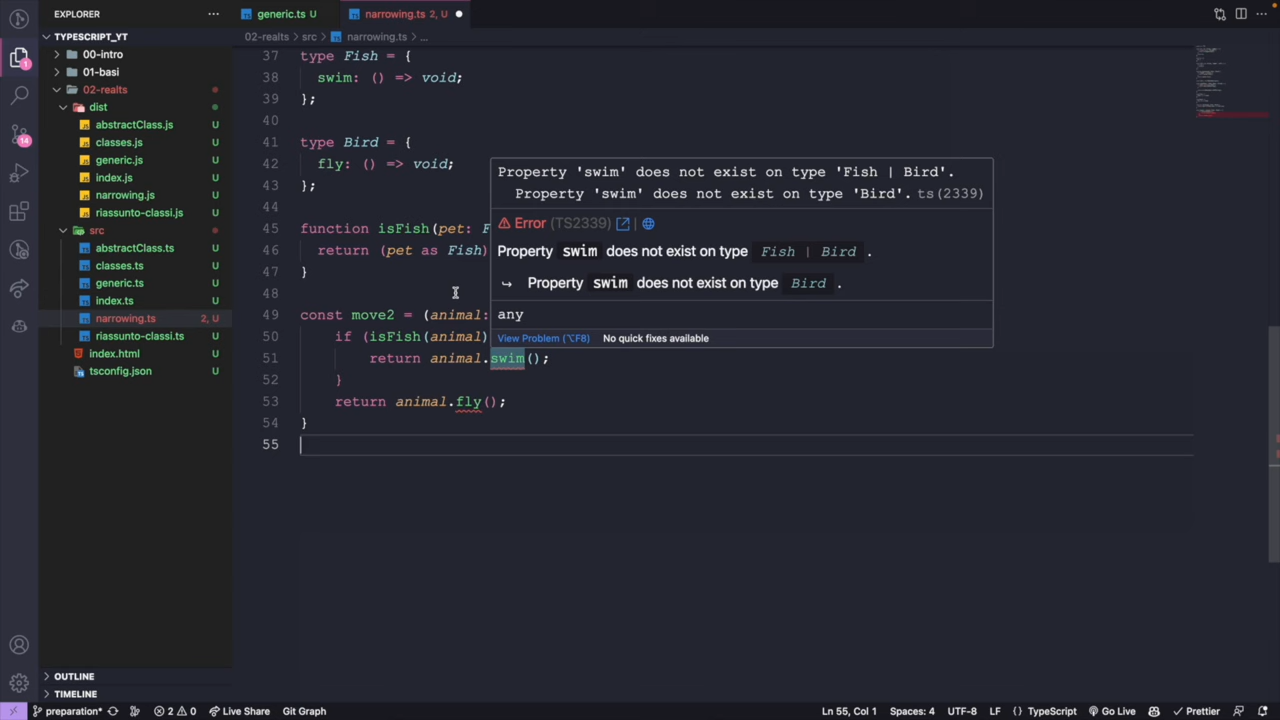 EXPLORER
generic.ts U
narrowing.ts 2, U
TYPESCRIPT_YT
02-realts > src > narrowing.ts > ...
00-intro
01-basi
02-realts
dist
abstractClass.js U
classes.js U
generic.js U
index.js U
narrowing.js U
riassunto-classi.js U
src
abstractClass.ts U
classes.ts U
generic.ts U
index.ts U
narrowing.ts 2, U
riassunto-classi.ts U
index.html U
tsconfig.json U
OUTLINE
TIMELINE
1
14
37 type Fish = {
38 swim: () => void;
39 };
40
41 type Bird = {
42 fly: () => void;
43 };
44
45 function isFish(pet: F
46 return (pet as Fish)
47 }
48
49 const move2 = (animal:
50 if (isFish(animal)
51 return animal.swim();
52 }
53 return animal.fly();
54 }
55
Property 'swim' does not exist on type 'Fish | Bird'.
Property 'swim' does not exist on type 'Bird'. ts(2339)
Error (TS2339) |
Property swim does not exist on type Fish | Bird .
↪ Property swim does not exist on type Bird .
any
View Problem (⌥F8) No quick fixes available
preparation* 2 0 Live Share Git Graph Ln 55, Col 1 Spaces: 4 UTF-8 LF {} TypeScript Go Live Prettier